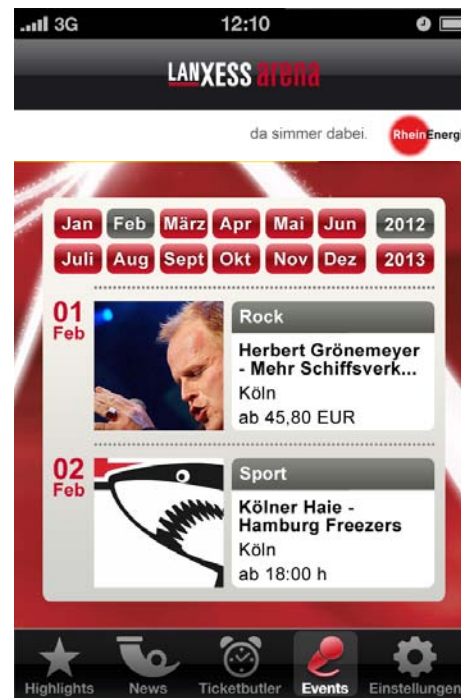 3G 12:10
LANXESS arena
da simmer dabei. RheinEnergi
Jan Feb März Apr Mai Jun 2012
Juli Aug Sept Okt Nov Dez 2013
01
Feb
Rock
Herbert Grönemeyer
- Mehr Schiffsverk...
Köln
ab 45,80 EUR
02
Feb
Sport
Kölner Haie -
Hamburg Freezers
Köln
ab 18:00 h
Highlights News Ticketbutler Events Einstellungen